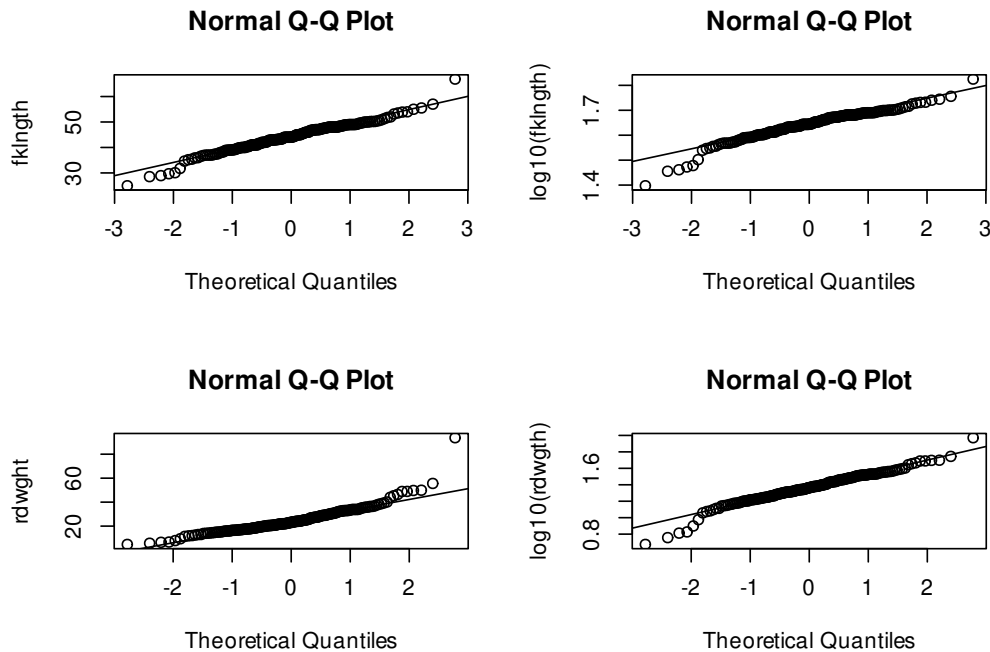 Normal Q-Q Plot
fklngth
30
50
-3
-2
-1
0
1
2
3
Theoretical Quantiles
Normal Q-Q Plot
log10(fklngth)
1.4
1.7
-3
-2
-1
0
1
2
3
Theoretical Quantiles
Normal Q-Q Plot
rdwght
20
60
-2
-1
0
1
2
Theoretical Quantiles
Normal Q-Q Plot
log10(rdwgth)
0.8
1.6
-2
-1
0
1
2
Theoretical Quantiles